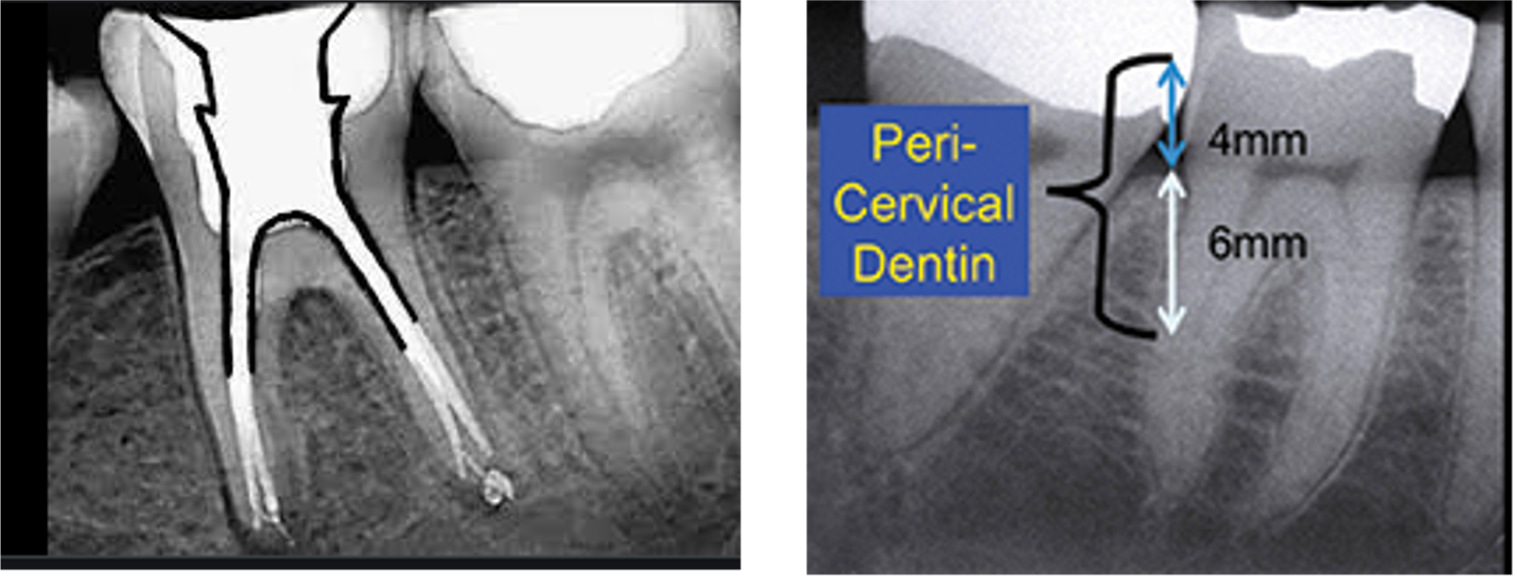 Peri-
Cervical
Dentin
4mm
6mm